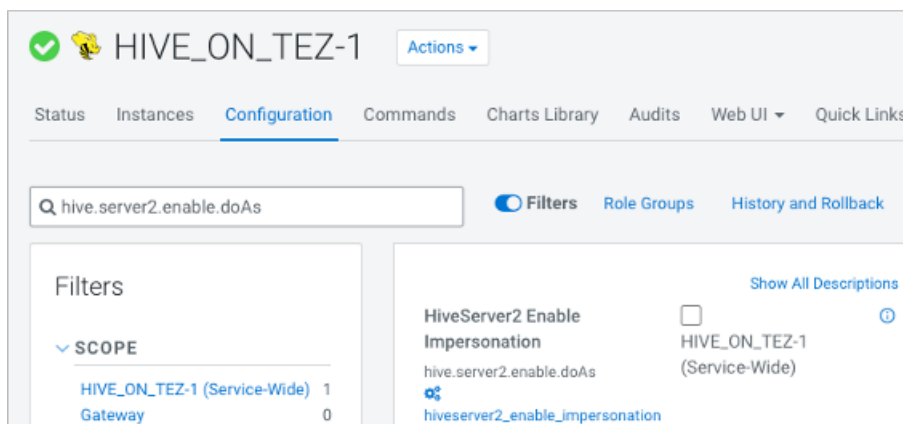 HIVE_ON_TEZ-1 Actions
Status Instances Configuration Commands Charts Library Audits Web UI Quick Links
hive.server2.enable.doAs Filters Role Groups History and Rollback
Filters
SCOPE
HIVE_ON_TEZ-1 (Service-Wide) 1
Gateway 0
Show All Descriptions
HiveServer2 Enable
Impersonation
hive.server2.enable.doAs
hiveserver2_enable_impersonation
HIVE_ON_TEZ-1
(Service-Wide)